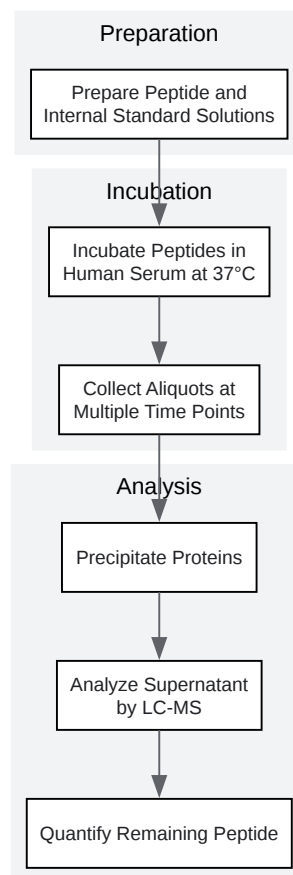 Preparation
Prepare Peptide and
Internal Standard Solutions
Incubation
Incubate Peptides in
Human Serum at 37°C
Collect Aliquots at
Multiple Time Points
Analysis
Precipitate Proteins
Analyze Supernatant
by LC-MS
Quantify Remaining Peptide